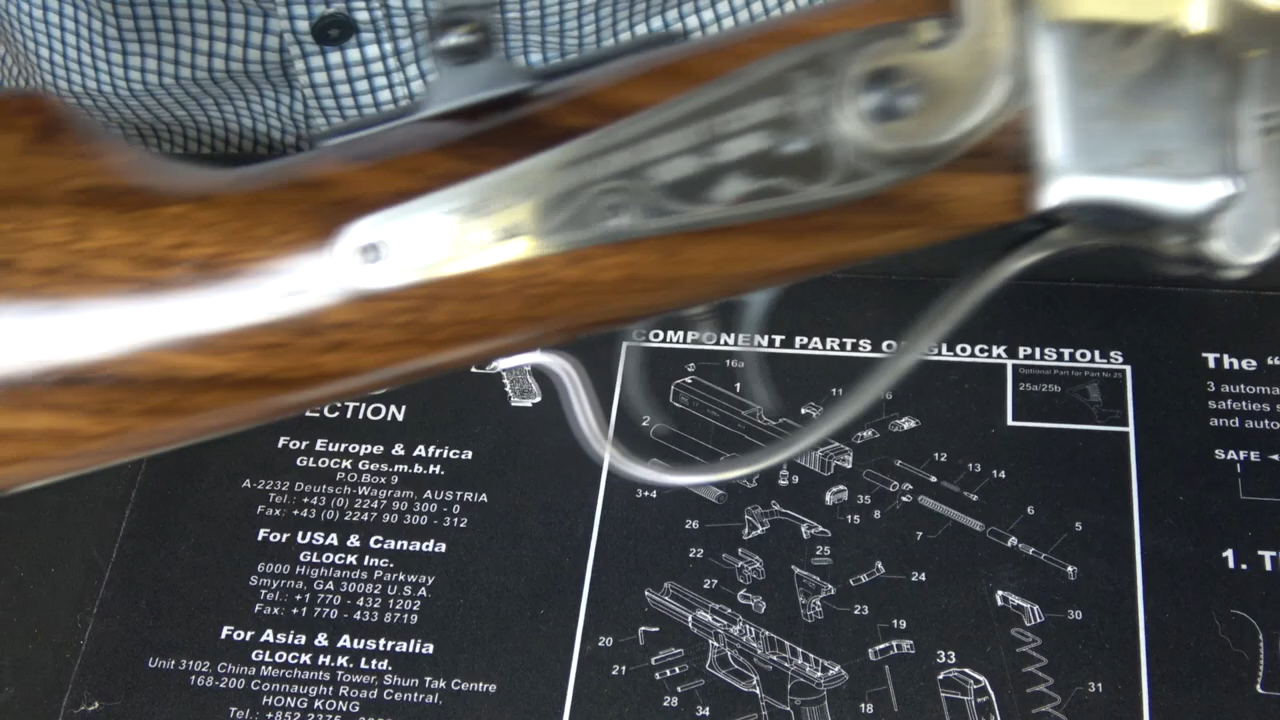 ECTION
For Europe & Africa
GLOCK Ges.m.b.H.
P.O.Box 9
A-2232 Deutsch-Wagram, AUSTRIA
Tel.: +43 (0) 2247 90 300 - 0
Fax: +43 (0) 2247 90 300 - 312
For USA & Canada
GLOCK Inc.
6000 Highlands Parkway
Smyrna, GA 30082 U.S.A.
Tel.: +1 770 - 432 1202
Fax: +1 770 - 433 8719
For Asia & Australia
GLOCK H.K. Ltd.
Unit 3102, China Merchants Tower, Shun Tak Centre
168-200 Connaught Road Central,
HONG KONG
Tel.: +852 2375
COMPONENT PARTS OF GLOCK PISTOLS
Optional Part for Part Nr.25
25a/25b
16a
1
11
2
12
13
14
3+4
9
35
15
8
6
5
7
26
22
25
24
27
23
30
19
20
21
33
28
34
18
31
The "
3 automa
safeties
and auto
SAFE
1. T